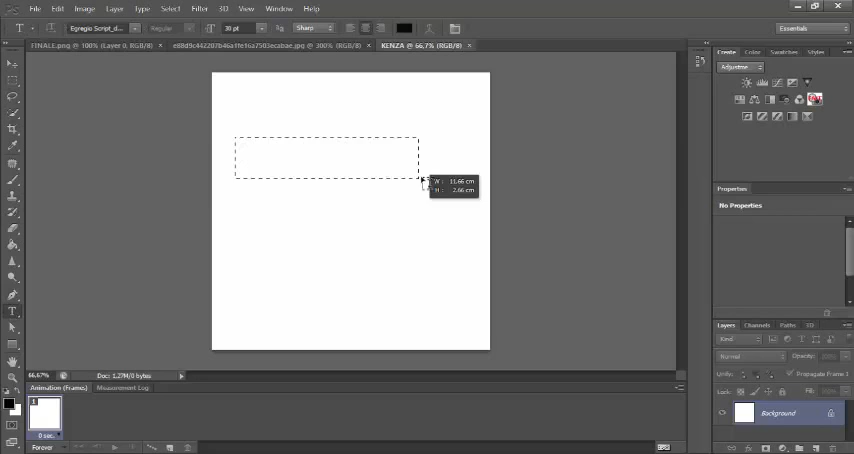 Ps File Edit Image Layer Type Select Filter 3D View Window Help
T Egregio Script_d... Regular 30 pt Sharp Essentials
FINALE.png @ 100% (Layer 0, RGB/8) × e88d9c442207b46a1ffe16a7503ecabae.jpg @ 300% (RGB/8) × KENZA @ 66,7% (RGB/8) ×
Create Color Swatches Styles
Adjustme...
W : 11.66 cm
H : 2.66 cm
Properties
No Properties
Layers Channels Paths 3D
Kind
Normal Opacity:
Unify: Propagate Frame 1
Lock: Fill:
Background
66.67% Doc: 1.27M/0 bytes
Animation (Frames) Measurement Log
1
0 sec.
Forever